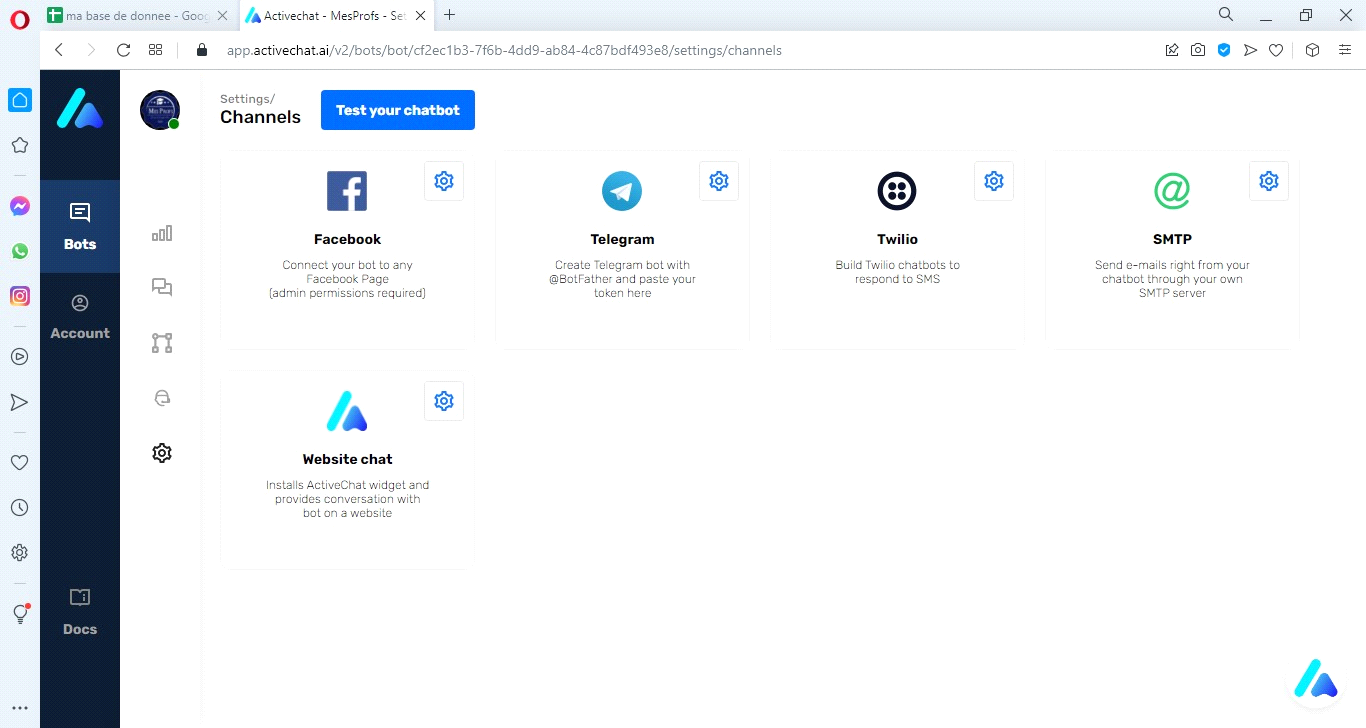 ma base de donnee - Goog
Activechat - MesProfs - Set
app.activechat.ai/v2/bots/bot/cf2ec1b3-7f6b-4dd9-ab84-4c87bdf493e8/settings/channels
Settings/
Channels
Test your chatbot
Bots
Account
Docs
Facebook
Connect your bot to any
Facebook Page
(admin permissions required)
Telegram
Create Telegram bot with
@BotFather and paste your
token here
Twilio
Build Twilio chatbots to
respond to SMS
@
SMTP
Send e-mails right from your
chatbot through your own
SMTP server
Website chat
Installs ActiveChat widget and
provides conversation with
bot on a website